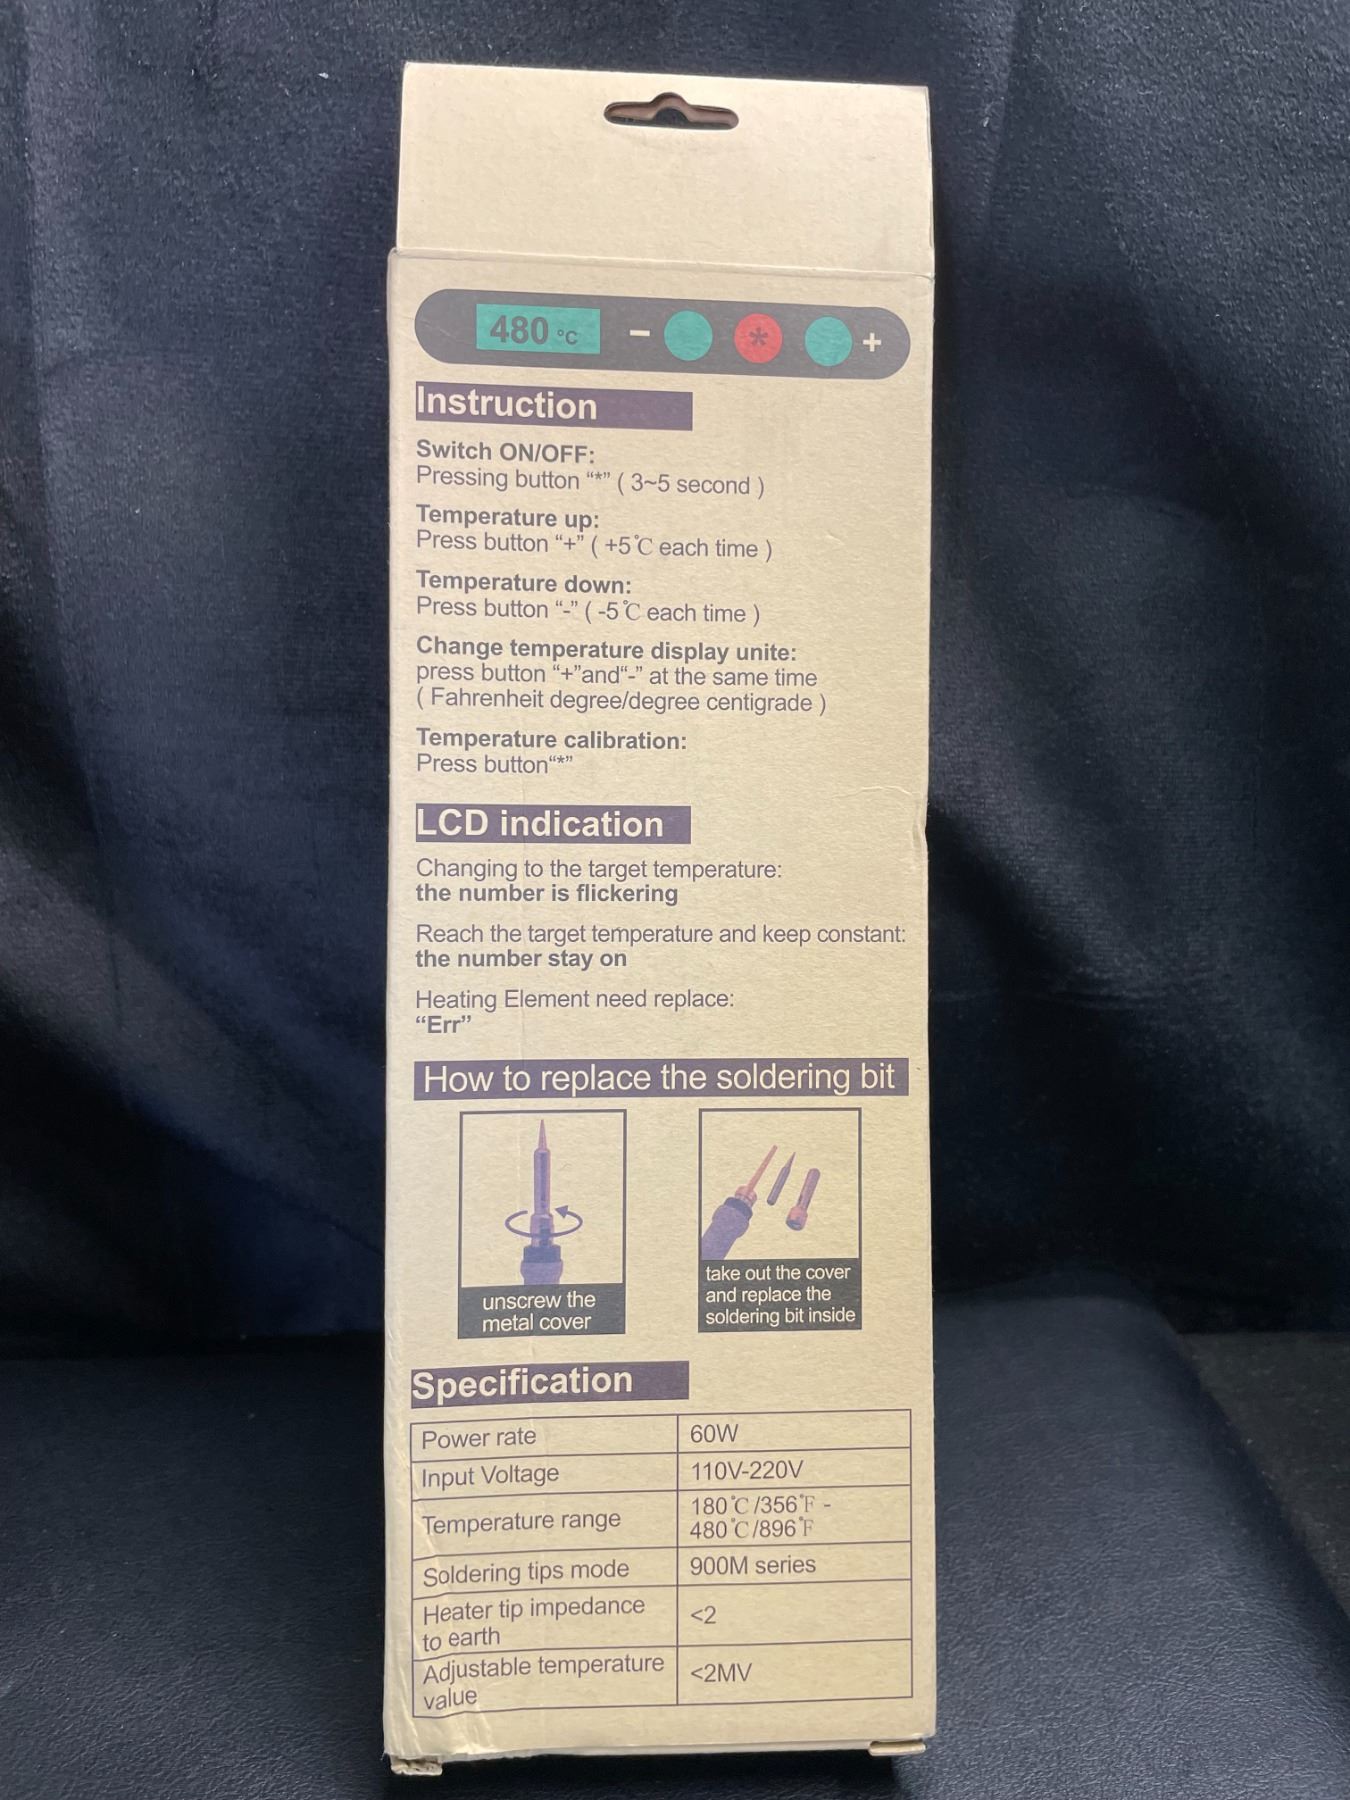 480 °C - * +
Instruction
Switch ON/OFF:
Pressing button “*” ( 3~5 second )
Temperature up:
Press button “+” ( +5℃ each time )
Temperature down:
Press button “-” ( -5℃ each time )
Change temperature display unite:
press button “+”and“-” at the same time
( Fahrenheit degree/degree centigrade )
Temperature calibration:
Press button“*”
LCD indication
Changing to the target temperature:
the number is flickering
Reach the target temperature and keep constant:
the number stay on
Heating Element need replace:
“Err”
How to replace the soldering bit
unscrew the
metal cover
take out the cover
and replace the
soldering bit inside
Specification
Power rate 60W
Input Voltage 110V-220V
Temperature range 180℃/356℉ -
480℃/896℉
Soldering tips mode 900M series
Heater tip impedance
to earth <2
Adjustable temperature
value <2MV